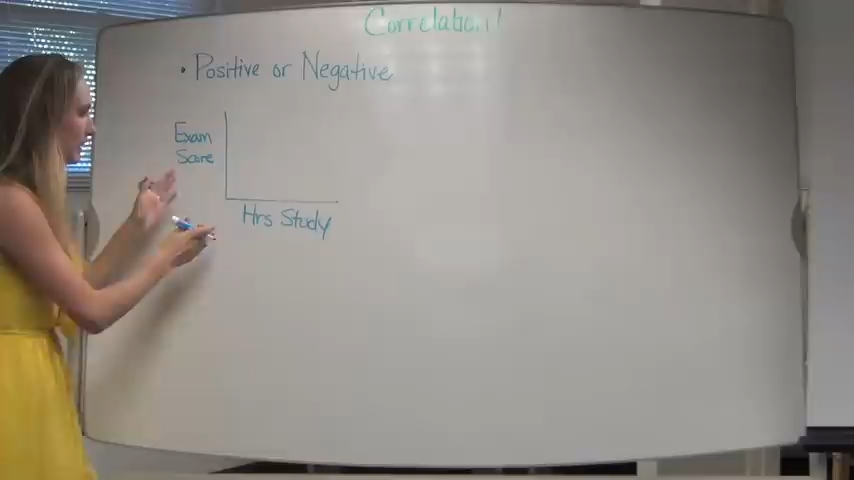 Correlation!
• Positive or Negative
Exam
Score
Hrs Study